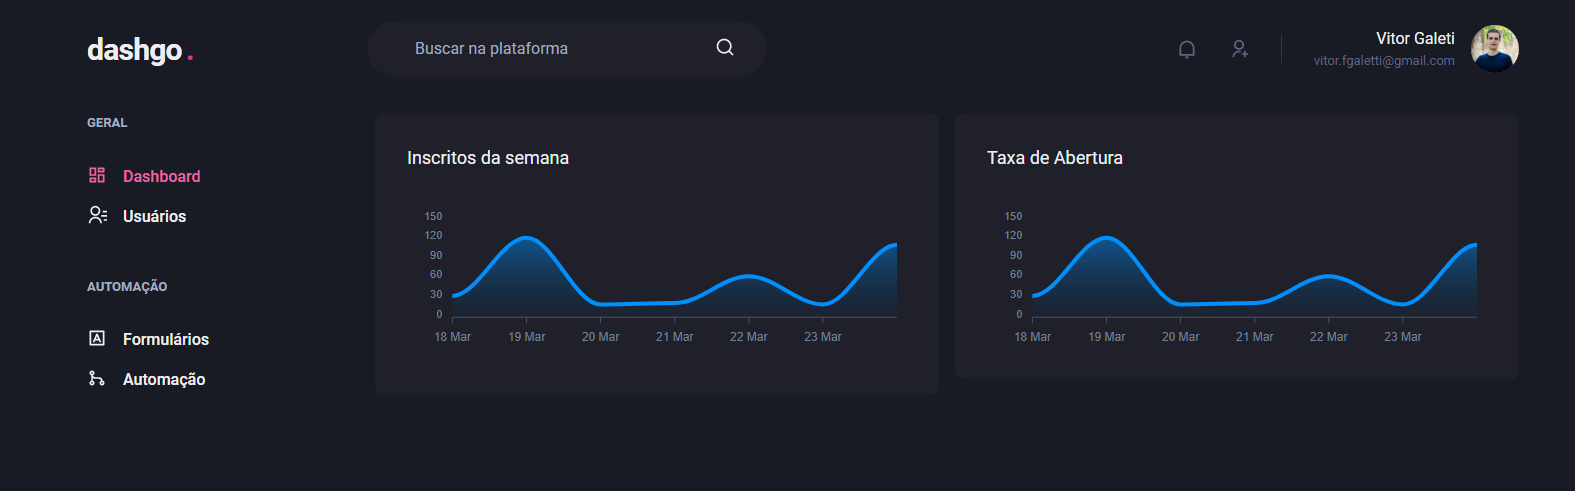 dashgo.
Buscar na plataforma
Vitor Galeti
vitor.fgaletti@gmail.com
GERAL
Dashboard
Usuários
AUTOMAÇÃO
Formulários
Automação
Inscritos da semana
150
120
90
60
30
0
18 Mar 19 Mar 20 Mar 21 Mar 22 Mar 23 Mar
Taxa de Abertura
150
120
90
60
30
0
18 Mar 19 Mar 20 Mar 21 Mar 22 Mar 23 Mar